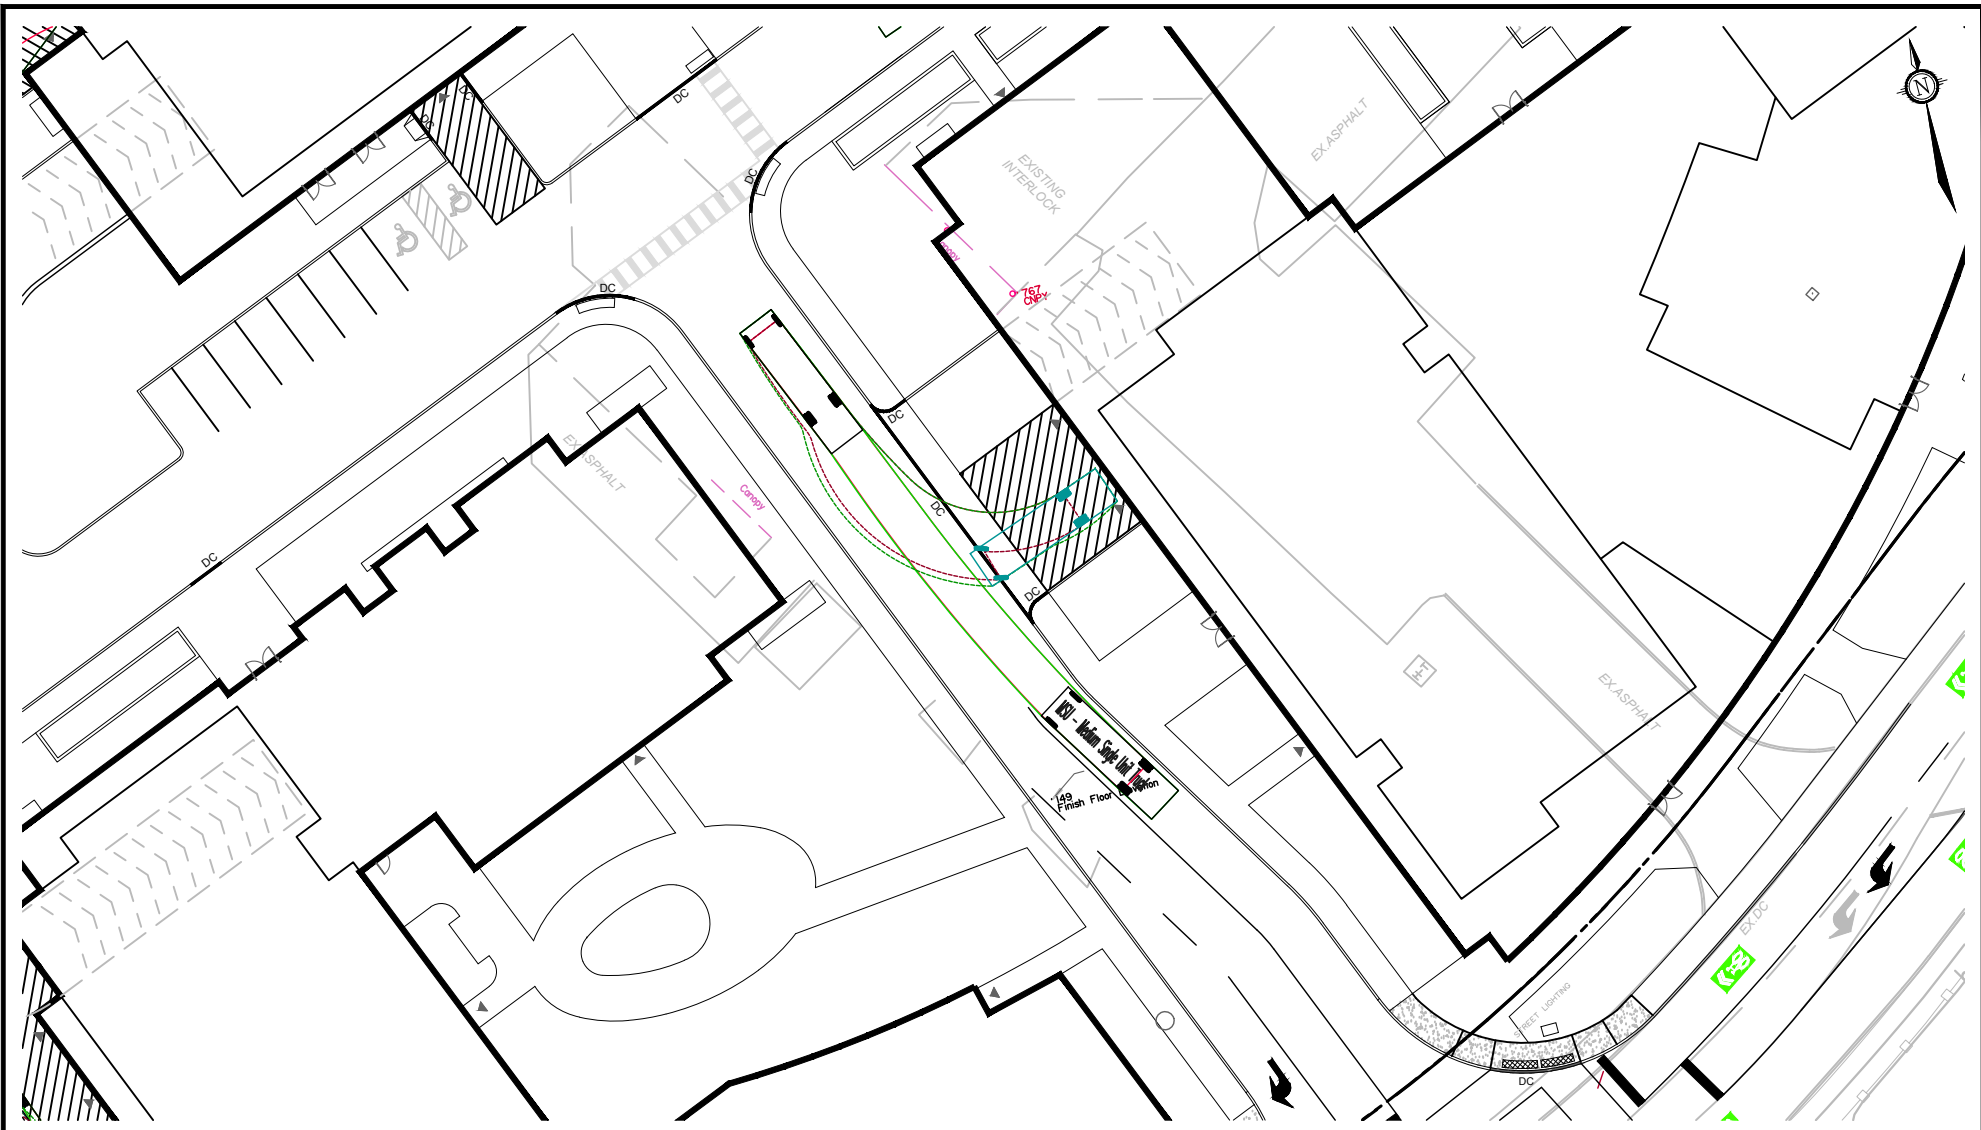 DC
DC
DC
DC
EX.ASPHALT
EXISTING
INTERLOCK
N
767
CNPY
DC
DC
Canopy
DC
DC
DC
EX.ASPHALT
MSU - Medium Single Unit Truck
149
Finish Floor Elevation
H
EX.ASPHALT
EX.DC
STREET LIGHTING
DC